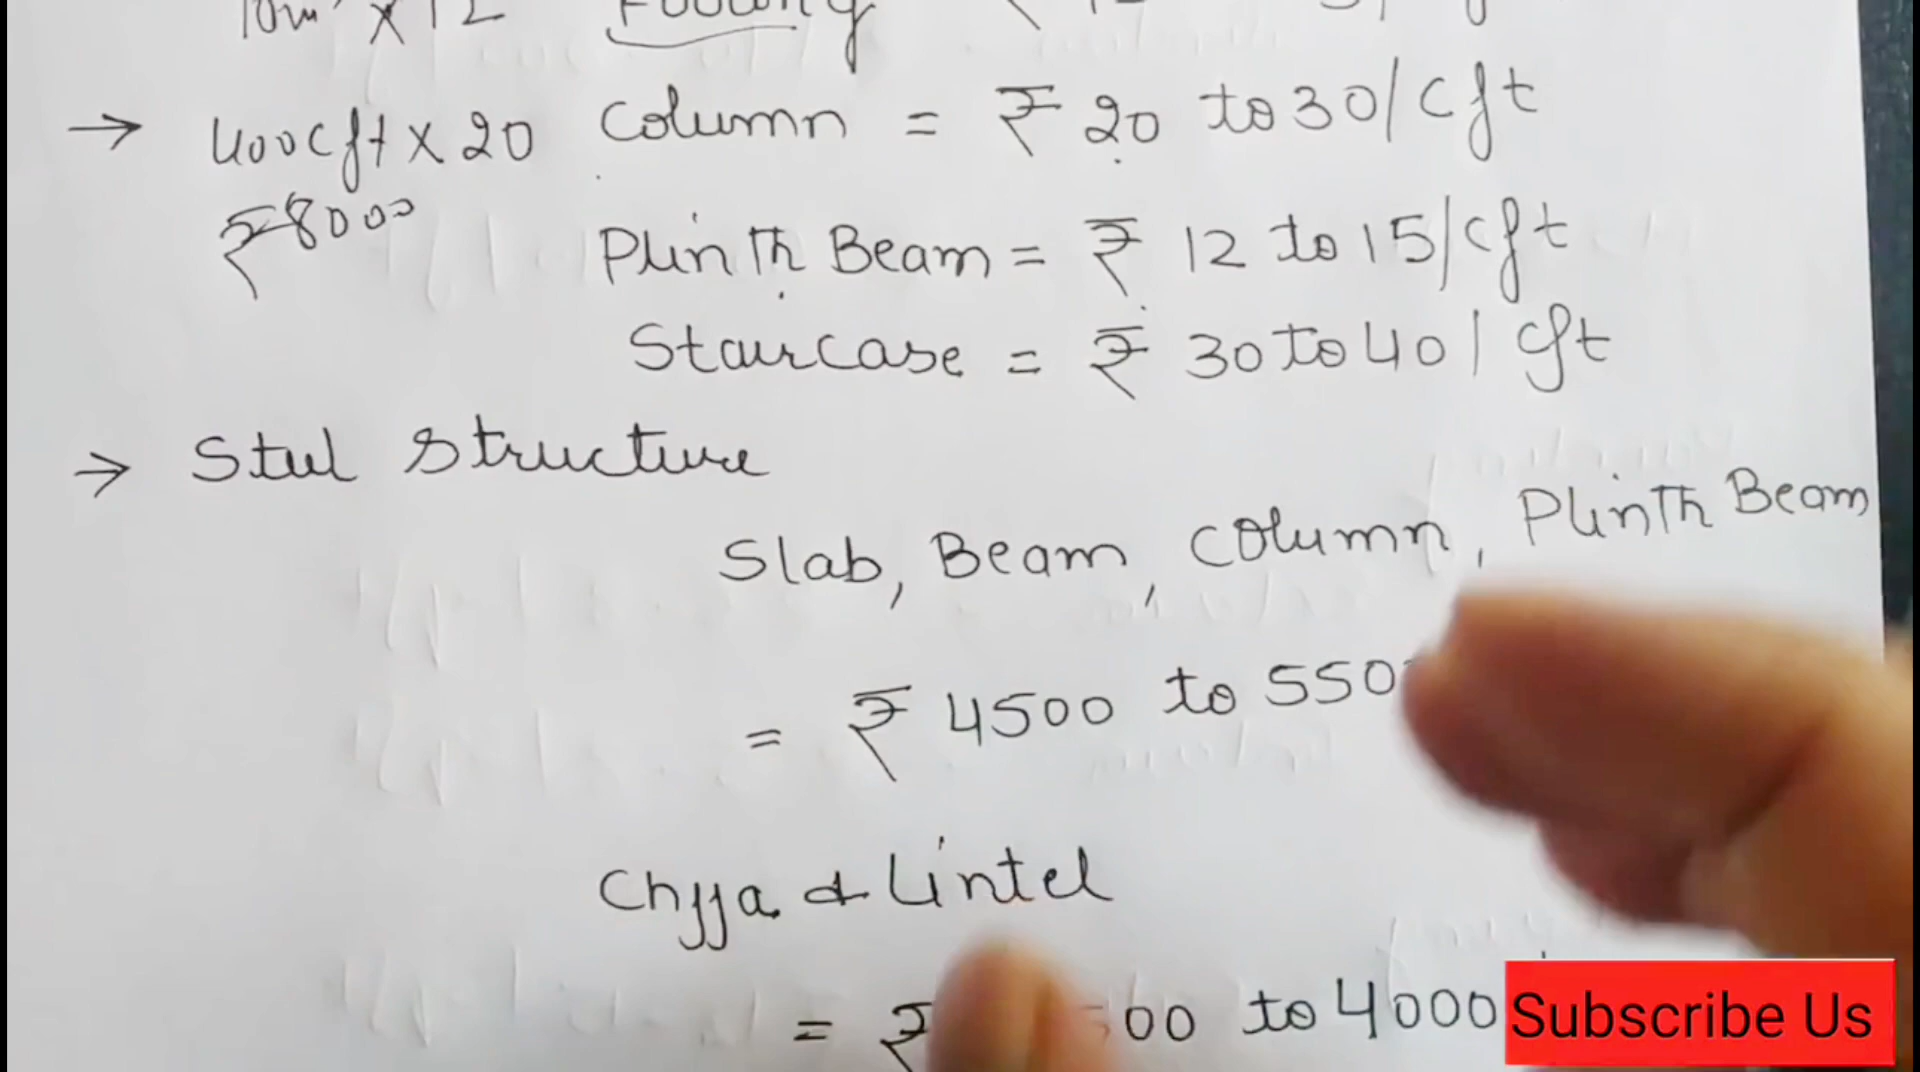 → 400cft x 20 Column = ₹ 20 to 30/cft
₹8000
Plinth Beam = ₹ 12 to 15/cft
Staircase = ₹ 30 to 40/cft
→ Steel Structure
Slab, Beam, Column, Plinth Beam
= ₹ 4500 to 550
Chjja & Lintel
= ₹ 00 to 4000
Subscribe Us